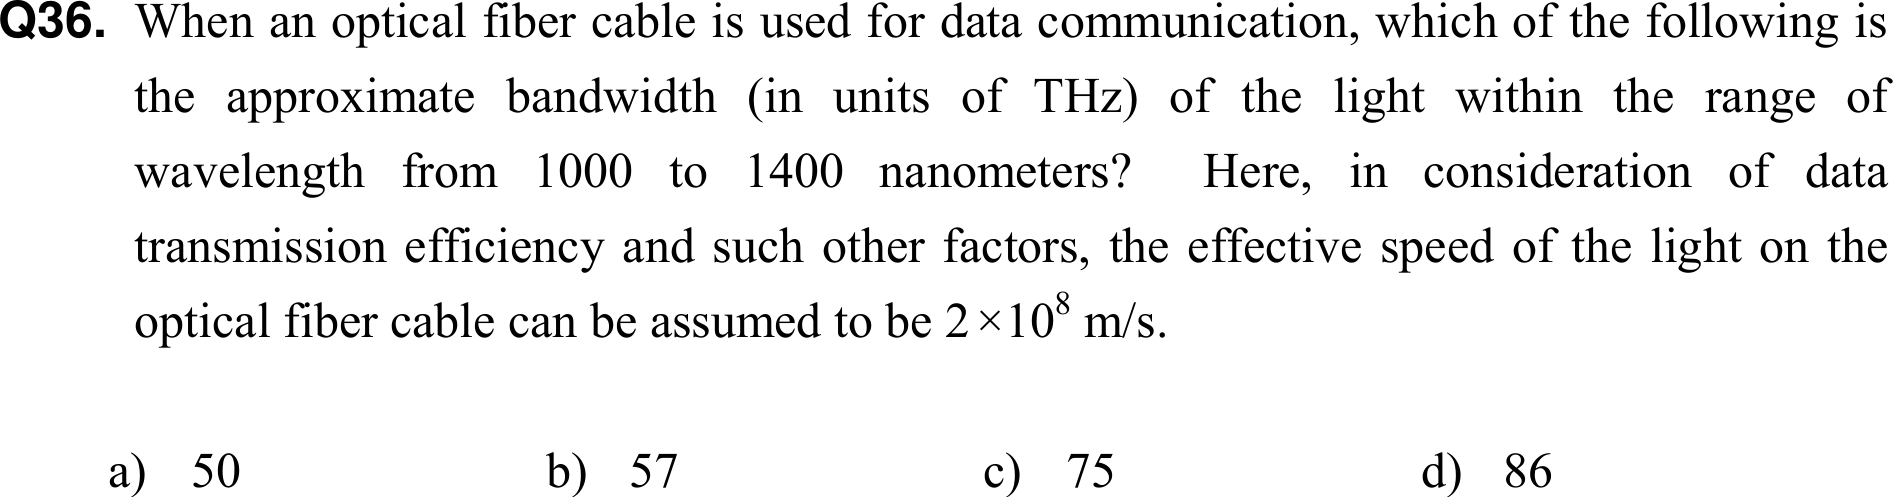 Q36. When an optical fiber cable is used for data communication, which of the following is
the approximate bandwidth (in units of THz) of the light within the range of
wavelength from 1000 to 1400 nanometers? Here, in consideration of data
transmission efficiency and such other factors, the effective speed of the light on the
optical fiber cable can be assumed to be 2×10⁸ m/s.
a) 50 b) 57 c) 75 d) 86